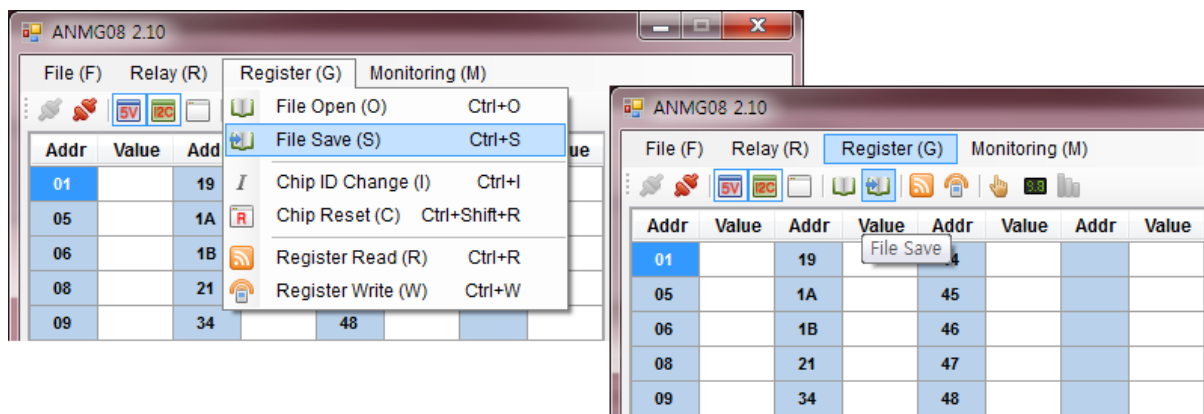 ANMG08 2.10
File (F) Relay (R) Register (G) Monitoring (M)
5V I2C
File Open (O) Ctrl+O
File Save (S) Ctrl+S
I Chip ID Change (I) Ctrl+I
R Chip Reset (C) Ctrl+Shift+R
Register Read (R) Ctrl+R
Register Write (W) Ctrl+W
Addr Value Add ue
01 19
05 1A
06 1B
08 21
09 34 48
ANMG08 2.10
File (F) Relay (R) Register (G) Monitoring (M)
5V I2C
Addr Value Addr Value Addr Value Addr Value
File Save
01 19 4
05 1A 45
06 1B 46
08 21 47
09 34 48